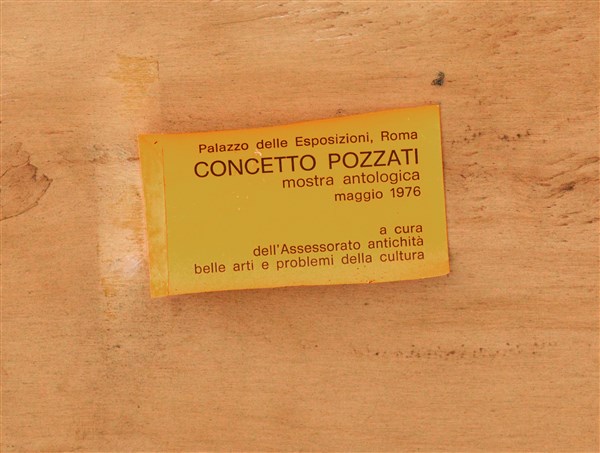 Palazzo delle Esposizioni, Roma
CONCETTO POZZATI
mostra antologica
maggio 1976
a cura
dell'Assessorato antichità
belle arti e problemi della cultura